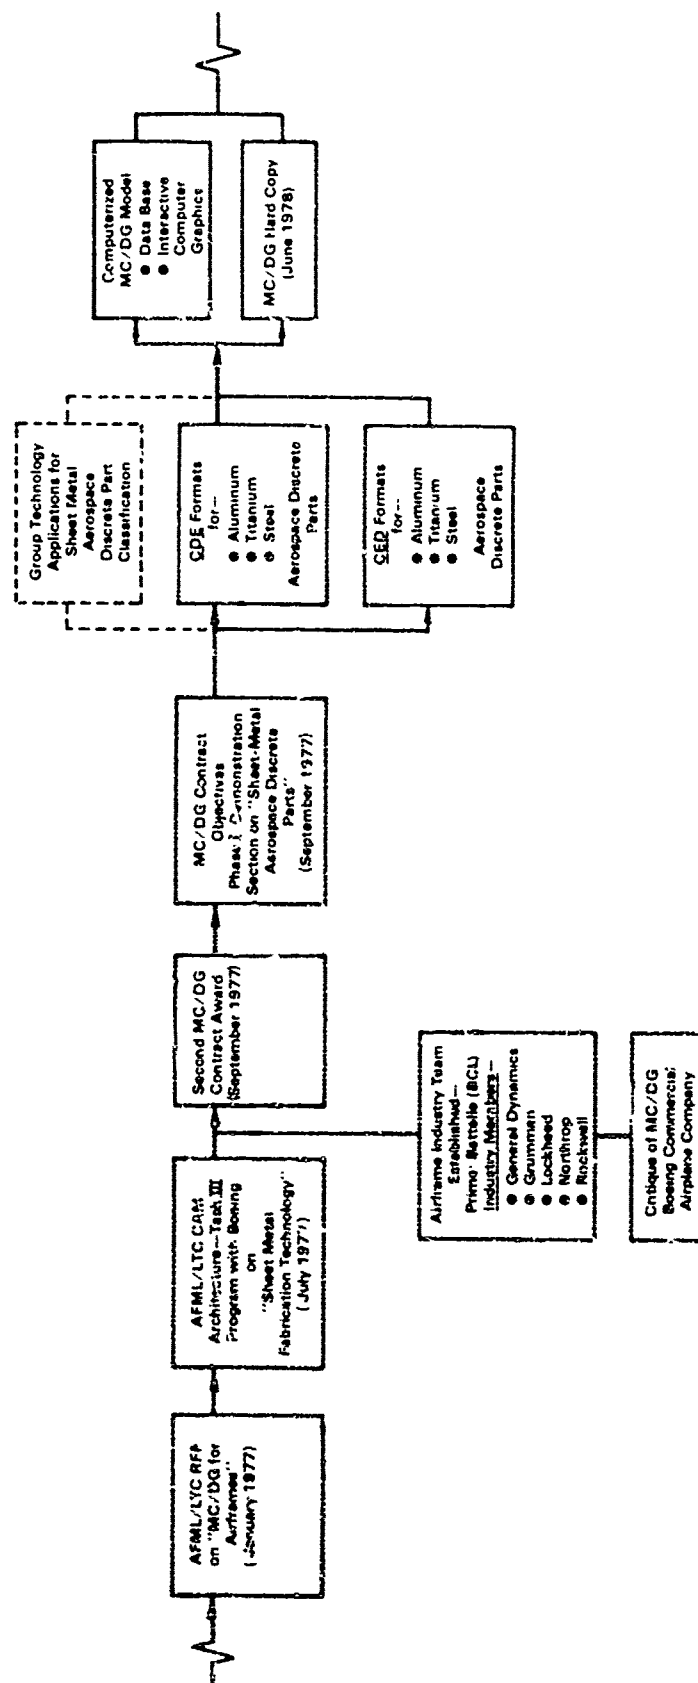 AFML/LTC RFP
on "MC/DG for
Airframes"
(January 1977)
AFML/LTC CAM
Architecture—Task III
Program with Boeing
on
"Sheet Metal
Fabrication Technology"
(July 1977)
Airframe Industry Team
Established—
Prime: Battelle (BCL)
Industry Members—
● General Dynamics
● Grumman
● Lockheed
● Northrop
● Rockwell
Critique of MC/DG
Boeing Commercial
Airplane Company
Second MC/DG
Contract Award
(September 1977)
MC/DG Contract
Objectives
Phase I Demonstration
Section on "Sheet-Metal
Aerospace Discrete
Parts"
(September 1977)
Group Technology
Applications for
Sheet Metal
Aerospace
Discrete Part
Classification
CDE Formats
for—
● Aluminum
● Titanium
● Steel
Aerospace Discrete
Parts
CED Formats
for—
● Aluminum
● Titanium
● Steel
Aerospace
Discrete Parts
Computerized
MC/DG Model
● Data Base
● Interactive
Computer
Graphics
MC/DG Hard Copy
(June 1978)